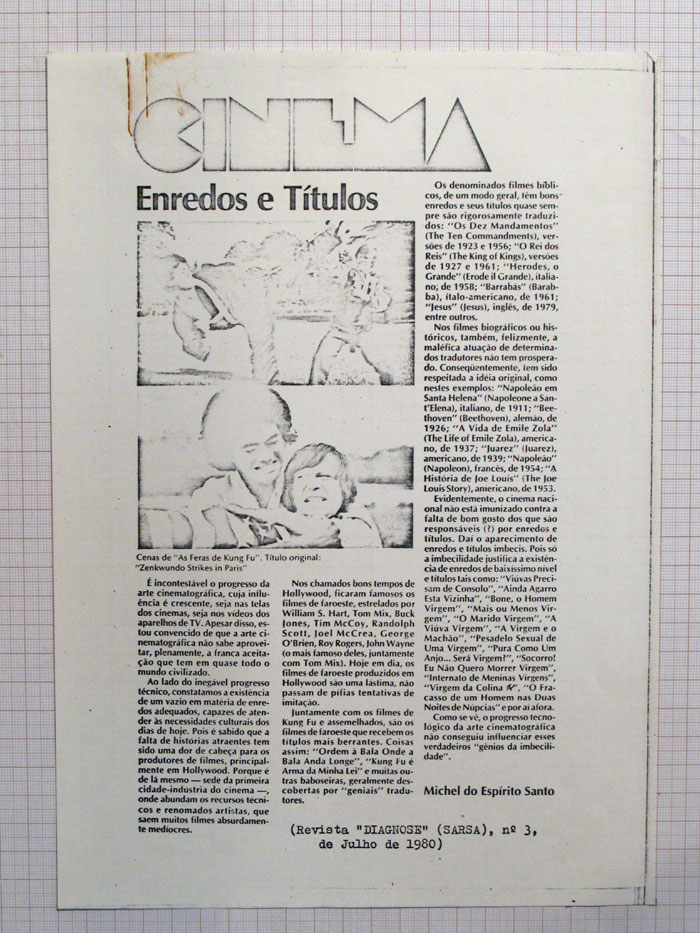 CINEMA
Enredos e Títulos
Cenas de "As Feras de Kung Fu". Título original:
"Zenkwundo Strikes in Paris"
É incontestável o progresso da
arte cinematográfica, cuja influ-
ência é crescente, seja nas telas
dos cinemas, seja nos vídeos dos
aparelhos de TV. Apesar disso, es-
tou convencido de que a arte ci-
nematográfica não sabe aprovei-
tar, plenamente, a franca aceita-
ção que tem em quase todo o
mundo civilizado.
Ao lado do inegável progresso
técnico, constatamos a existência
de um vazio em matéria de enre-
dos adequados, capazes de aten-
der às necessidades culturais dos
dias de hoje. Pois é sabido que a
falta de histórias atraentes tem
sido uma dor de cabeça para os
produtores de filmes, principal-
mente em Hollywood. Porque é
de lá mesmo — sede da primeira
cidade-indústria do cinema —,
onde abundam os recursos técni-
cos e renomados artistas, que
saem muitos filmes absurdamen-
te medíocres.
Nos chamados bons tempos de
Hollywood, ficaram famosos os
filmes de faroeste, estrelados por
William S. Hart, Tom Mix, Buck
Jones, Tim McCoy, Randolph
Scott, Joel McCrea, George
O'Brien, Roy Rogers, John Wayne
(o mais famoso deles, juntamente
com Tom Mix). Hoje em dia, os
filmes de faroeste produzidos em
Hollywood são uma lástima, não
passam de pífias tentativas de
imitação.
Juntamente com os filmes de
Kung Fu e assemelhados, são os
filmes de faroeste que recebem os
títulos mais berrantes. Coisas
assim: "Ordem à Bala Onde a
Bala Anda Longe", "Kung Fu é
Arma da Minha Lei" e muitas ou-
tras baboseiras, geralmente des-
cobertas por "geniais" tradu-
tores.
Os denominados filmes bíbli-
cos, de um modo geral, têm bons
enredos e seus títulos quase sem-
pre são rigorosamente traduzi-
dos: "Os Dez Mandamentos"
(The Ten Commandments), ver-
sões de 1923 e 1956; "O Rei dos
Reis" (The King of Kings), versões
de 1927 e 1961; "Herodes, o
Grande" (Erode il Grande), italia-
no, de 1958; "Barrabás" (Barab-
ba), ítalo-americano, de 1961;
"Jesus" (Jesus), inglês, de 1979,
entre outros.
Nos filmes biográficos ou his-
tóricos, também, felizmente, a
maléfica atuação de determina-
dos tradutores não tem prospera-
do. Conseqüentemente, tem sido
respeitada a idéia original, como
nestes exemplos: "Napoleão em
Santa Helena" (Napoleone a San-
t'Elena), italiano, de 1911; "Bee-
thoven" (Beethoven), alemão, de
1926; "A Vida de Emile Zola"
(The Life of Emile Zola), america-
no, de 1937; "Juarez" (Juarez),
americano, de 1939; "Napoleão"
(Napoleon), francês, de 1954; "A
História de Joe Louis" (The Joe
Louis Story), americano, de 1953.
Evidentemente, o cinema naci-
onal não está imunizado contra a
falta de bom gosto dos que são
responsáveis (?) por enredos e
títulos. Daí o aparecimento de
enredos e títulos imbecis. Pois só
a imbecilidade justifica a existên-
cia de enredos de baixíssimo nível
e títulos tais como: "Viúvas Preci-
sam de Consolo", "Ainda Agarro
Esta Vizinha", "Bone, o Homem
Virgem", "Mais ou Menos Vir-
gem", "O Marido Virgem", "A
Viúva Virgem", "A Virgem e o
Machão", "Pesadelo Sexual de
Uma Virgem", "Pura Como Um
Anjo... Será Virgem?", "Socorro!
Eu Não Quero Morrer Virgem",
"Internato de Meninas Virgens",
"Virgem da Colina", "O Fra-
casso de um Homem nas Duas
Noites de Núpcias" e por aí afora.
Como se vê, o progresso tecno-
lógico da arte cinematográfica
não conseguiu influenciar esses
verdadeiros "gênios da imbecili-
dade".
Michel do Espírito Santo
(Revista "DIAGNOSE" (SARSA), nº 3,
de Julho de 1980)